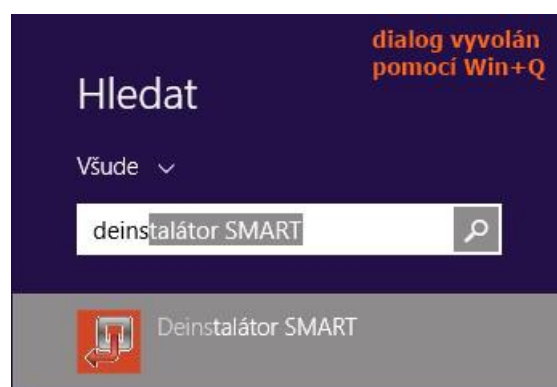 dialog vyvolán
pomocí Win+Q
Hledat
Všude
deinstalátor SMART
Deinstalátor SMART